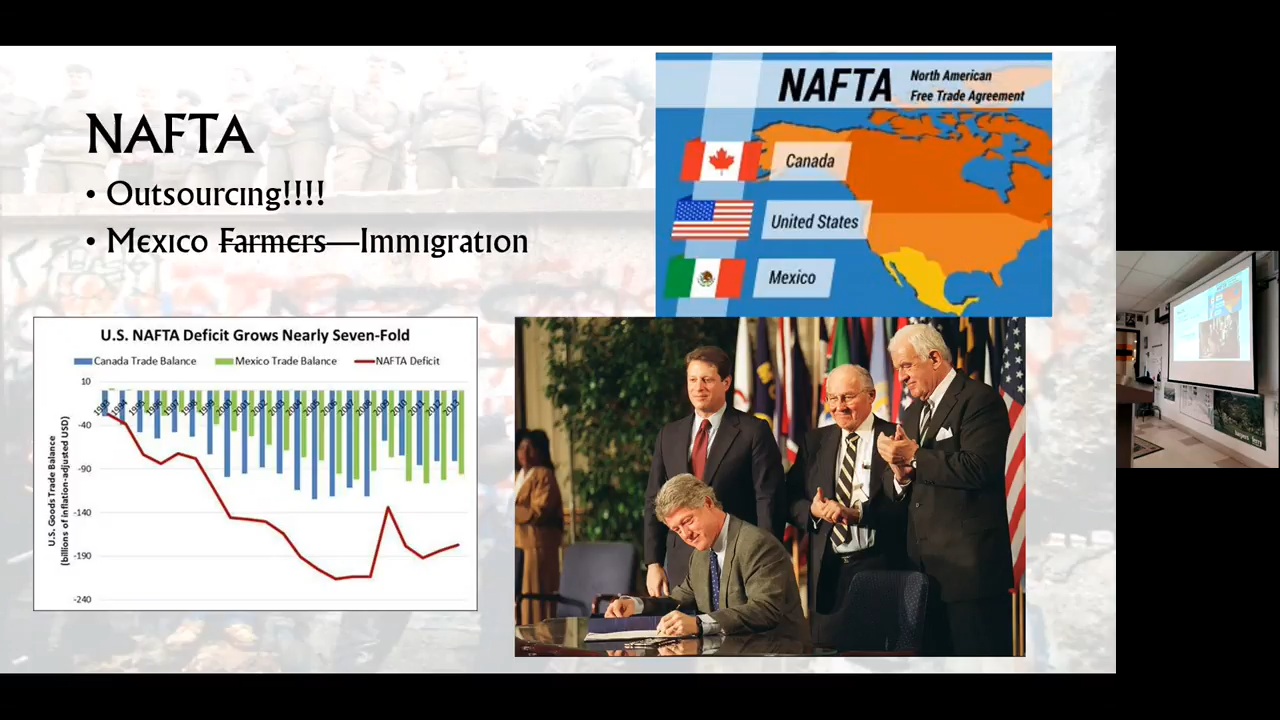 NAFTA
• Outsourcing!!!!
• Mexico Farmers—Immigration
NAFTA
North American
Free Trade Agreement
Canada
United States
Mexico
U.S. NAFTA Deficit Grows Nearly Seven-Fold
Canada Trade Balance Mexico Trade Balance NAFTA Deficit
U.S. Goods Trade Balance
(billions of inflation-adjusted USD)
10
-40
-90
-140
-190
-240